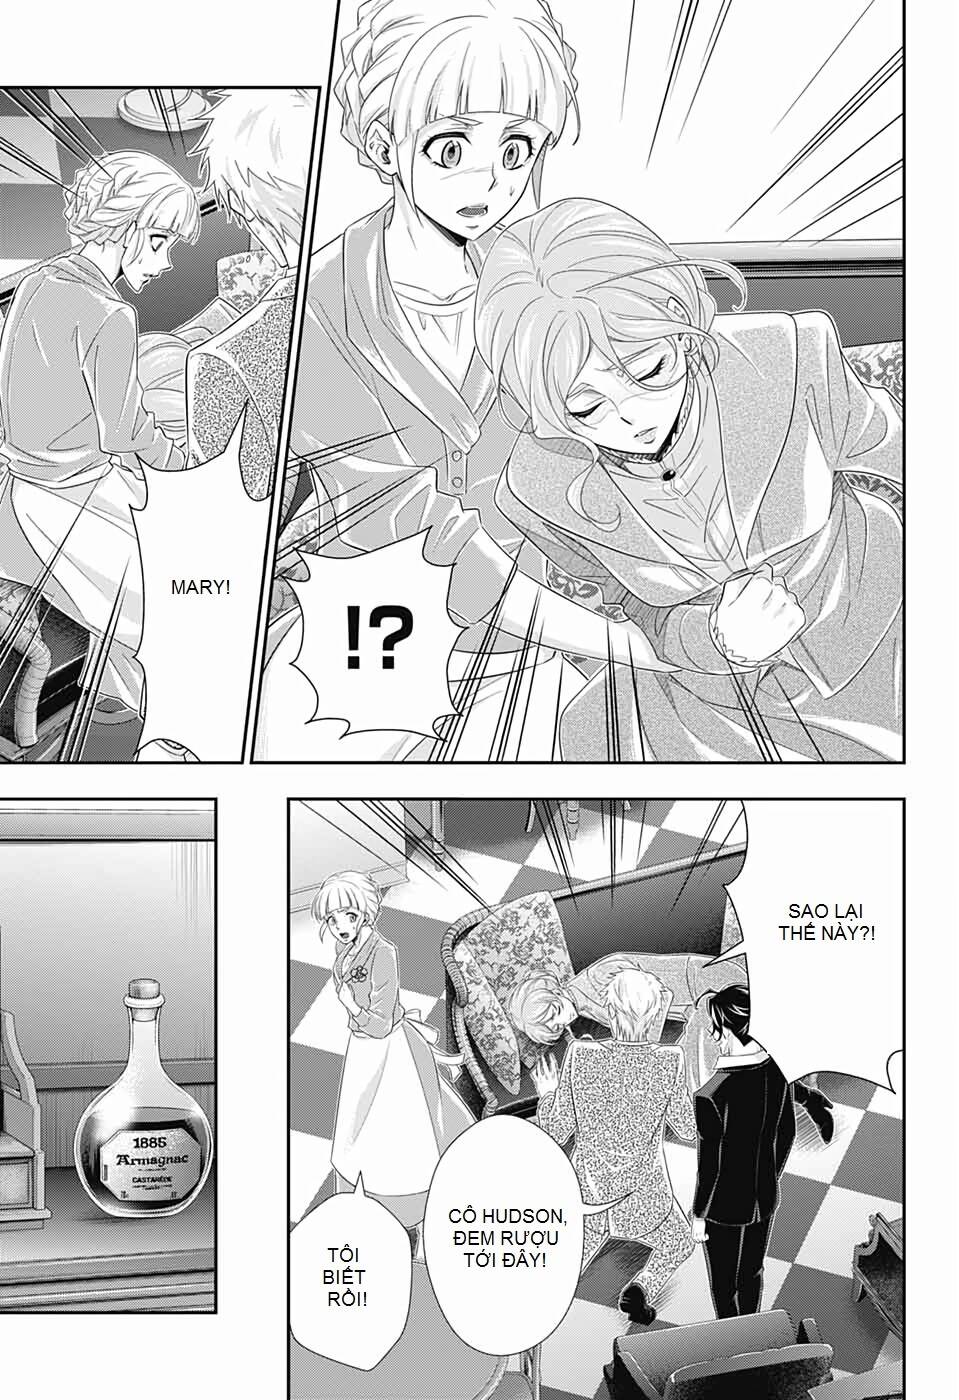 !?
MARY!
SAO LẠI
THẾ NÀY?!
CÔ HUDSON,
ĐEM RƯỢU
TỚI ĐÂY!
TÔI
BIẾT
RỒI!
1885
Armagnac
CASTARÈDE